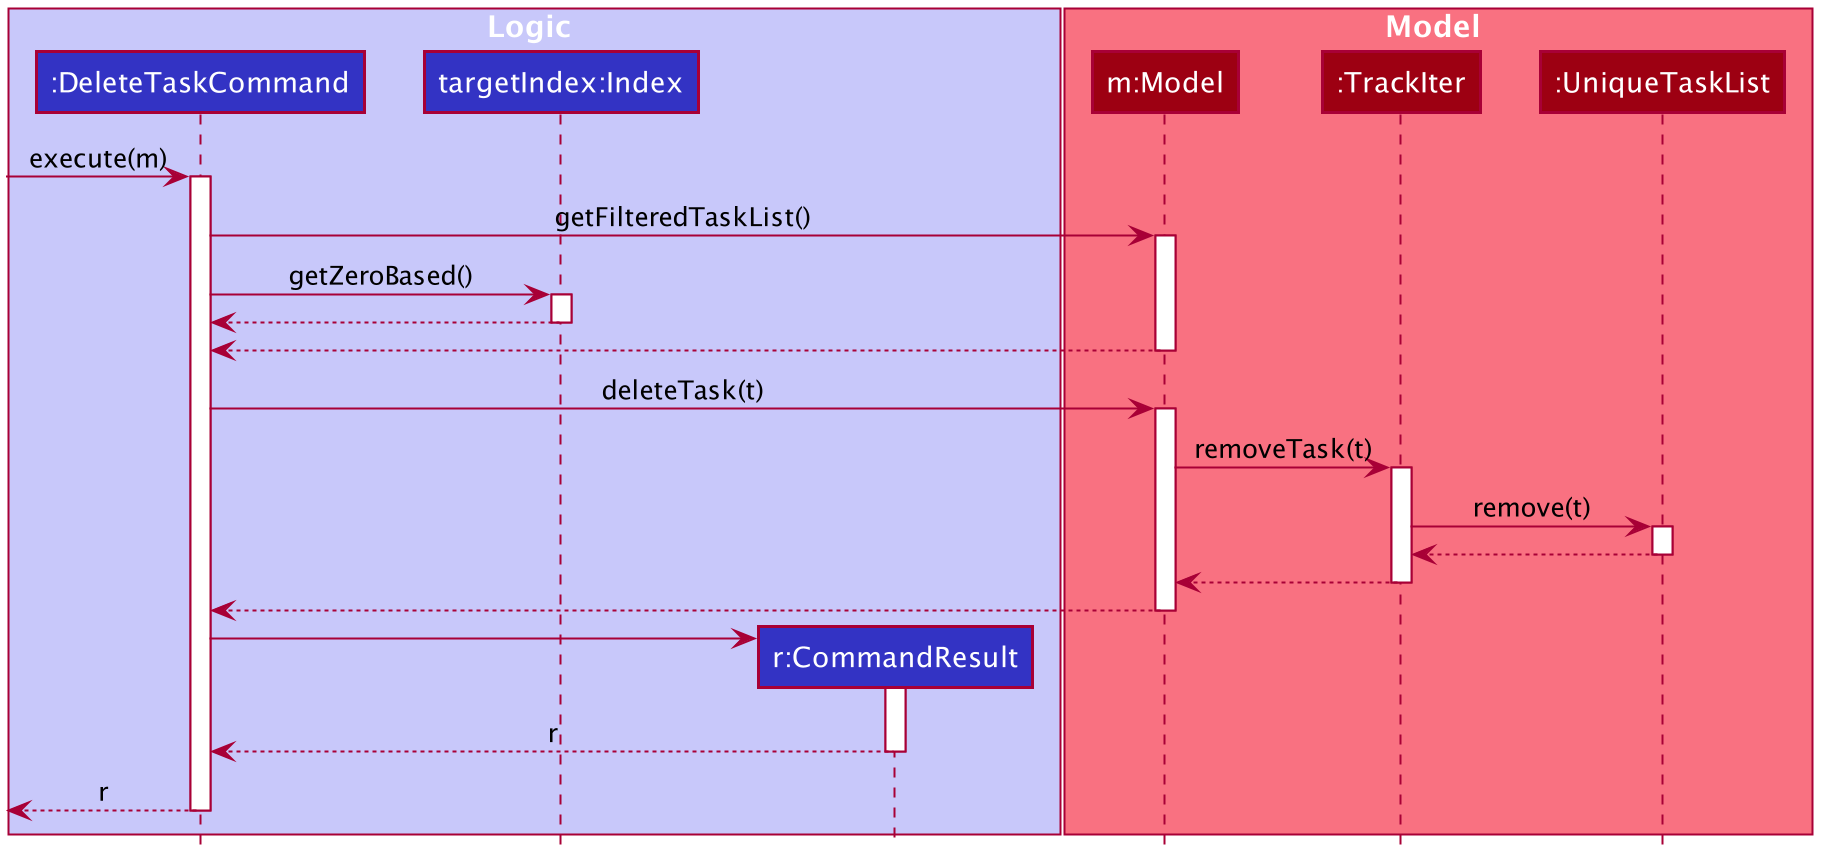 Logic
Model
:DeleteTaskCommand
targetIndex:Index
m:Model
:TrackIter
:UniqueTaskList
execute(m)
getFilteredTaskList()
getZeroBased()
deleteTask(t)
removeTask(t)
remove(t)
r:CommandResult
r
r